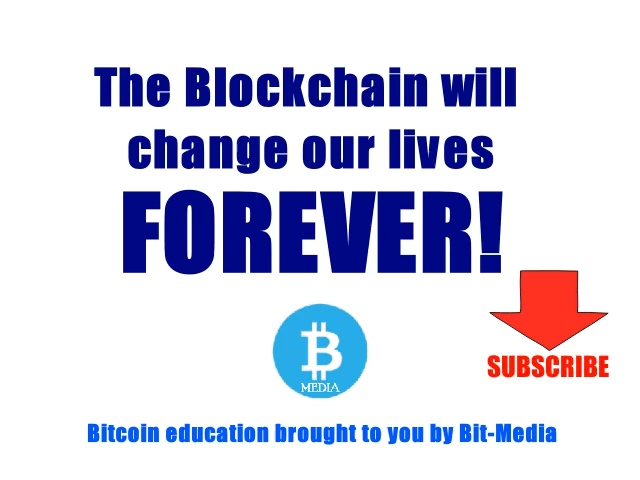 The Blockchain will
change our lives
FOREVER!
MEDIA
SUBSCRIBE
Bitcoin education brought to you by Bit-Media